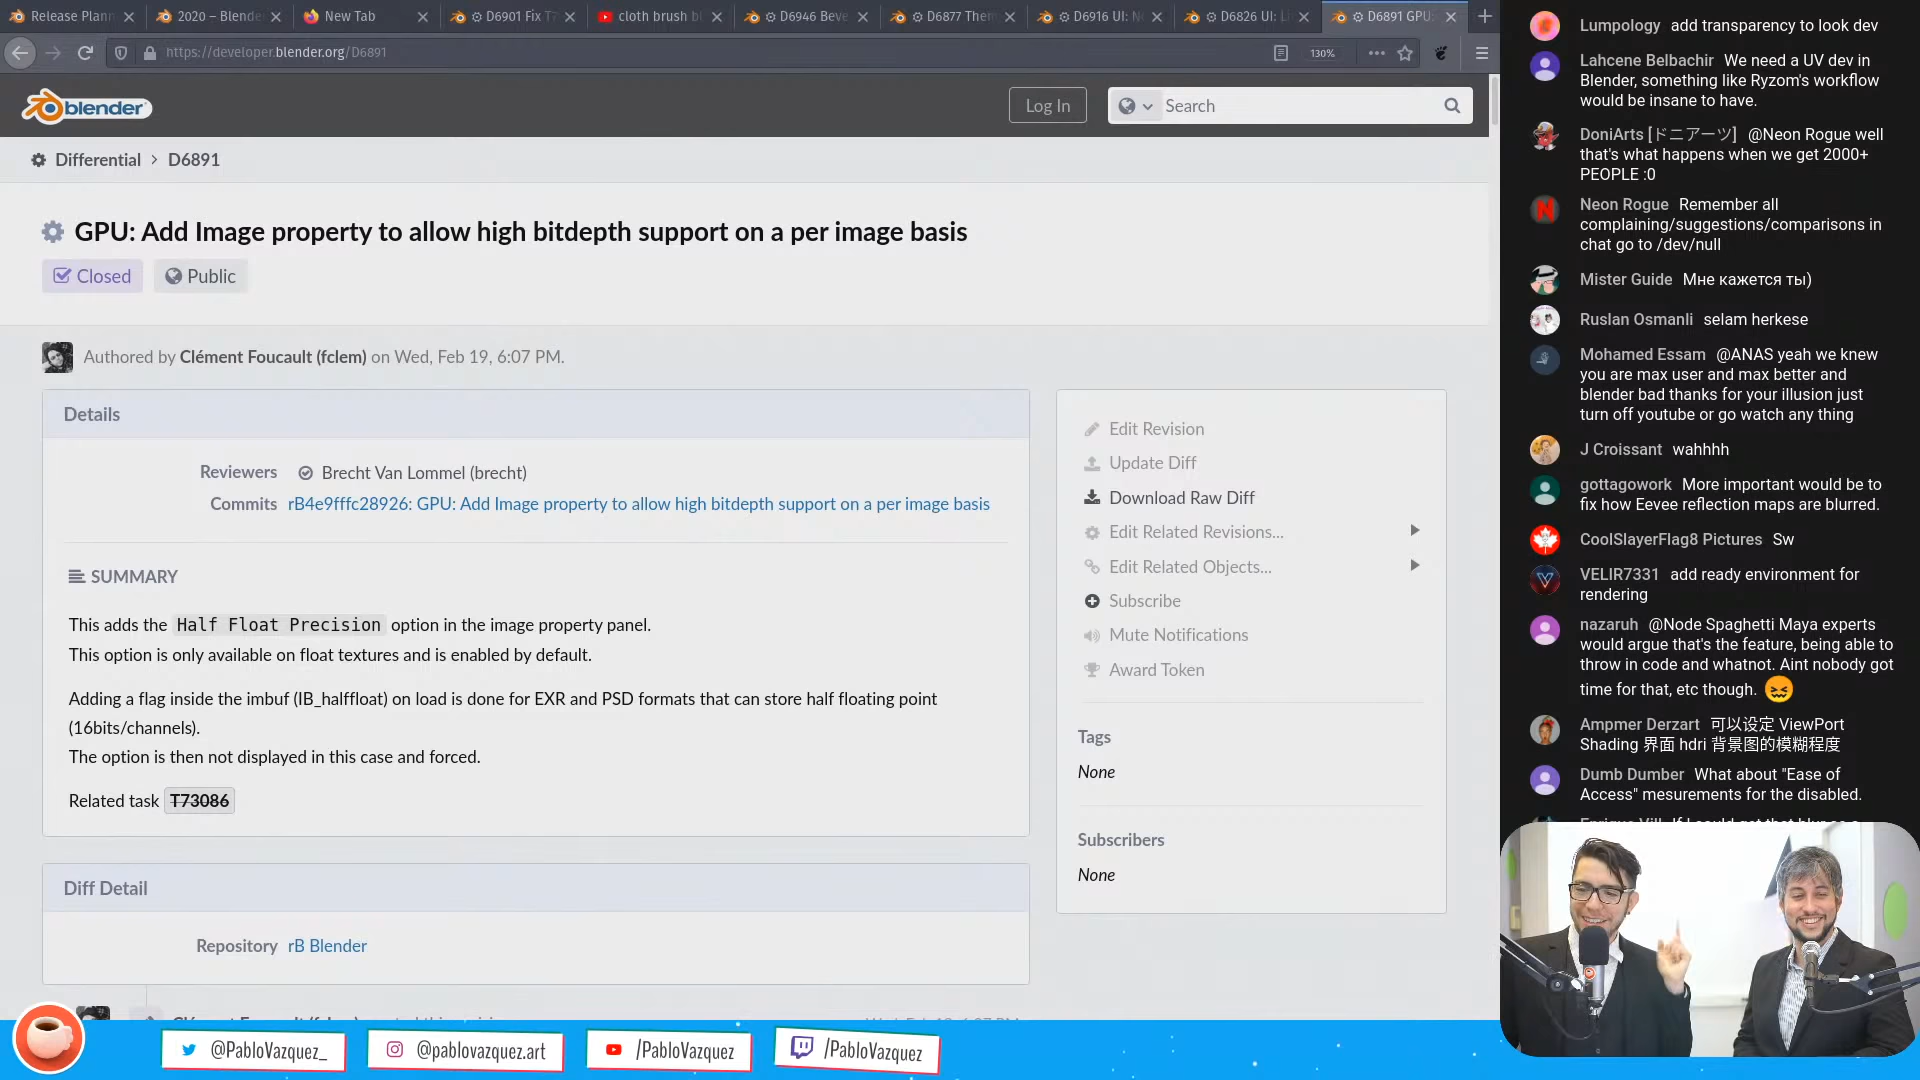 Release Plann
2020 – Blende
New Tab
D6901 Fix T7
cloth brush bl
D6946 Beve
D6877 Them
D6916 UI: N
D6826 UI: Li
D6891 GPU:
https://developer.blender.org/D6891
130%
blender
Log In
Search
Differential > D6891
GPU: Add Image property to allow high bitdepth support on a per image basis
Closed
Public
Authored by Clément Foucault (fclem) on Wed, Feb 19, 6:07 PM.
Details
Reviewers Brecht Van Lommel (brecht)
Commits rB4e9fffc28926: GPU: Add Image property to allow high bitdepth support on a per image basis
SUMMARY
This adds the Half Float Precision option in the image property panel.
This option is only available on float textures and is enabled by default.
Adding a flag inside the imbuf (IB_halffloat) on load is done for EXR and PSD formats that can store half floating point
(16bits/channels).
The option is then not displayed in this case and forced.
Related task T73086
Diff Detail
Repository rB Blender
Edit Revision
Update Diff
Download Raw Diff
Edit Related Revisions...
Edit Related Objects...
Subscribe
Mute Notifications
Award Token
Tags
None
Subscribers
None
Lumpology add transparency to look dev
Lahcene Belbachir We need a UV dev in
Blender, something like Ryzom's workflow
would be insane to have.
DoniArts [ドニアーツ] @Neon Rogue well
that's what happens when we get 2000+
PEOPLE :0
Neon Rogue Remember all
complaining/suggestions/comparisons in
chat go to /dev/null
Mister Guide Мне кажется ты)
Ruslan Osmanli selam herkese
Mohamed Essam @ANAS yeah we knew
you are max user and max better and
blender bad thanks for your illusion just
turn off youtube or go watch any thing
J Croissant wahhhh
gottagowork More important would be to
fix how Eevee reflection maps are blurred.
CoolSlayerFlag8 Pictures Sw
VELIR7331 add ready environment for
rendering
nazaruh @Node Spaghetti Maya experts
would argue that's the feature, being able to
throw in code and whatnot. Aint nobody got
time for that, etc though.
Ampmer Derzart 可以设定 ViewPort
Shading 界面 hdri 背景图的模糊程度
Dumb Dumber What about "Ease of
Access" mesurements for the disabled.
@PabloVazquez_
@pablovazquez.art
/PabloVazquez
/PabloVazquez